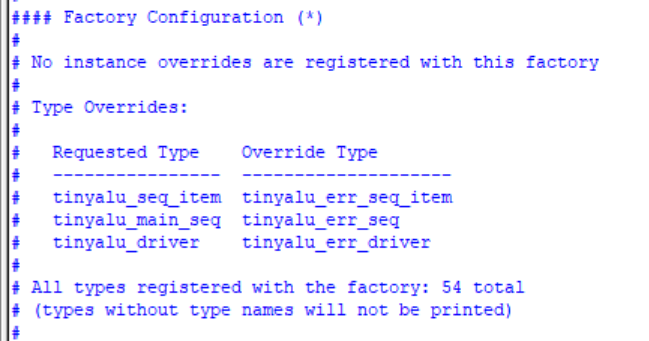 #### Factory Configuration (*)
#
# No instance overrides are registered with this factory
#
# Type Overrides:
#
#   Requested Type    Override Type
#   ----------------  --------------------
#   tinyalu_seq_item  tinyalu_err_seq_item
#   tinyalu_main_seq  tinyalu_err_seq
#   tinyalu_driver    tinyalu_err_driver
#
# All types registered with the factory: 54 total
# (types without type names will not be printed)
#